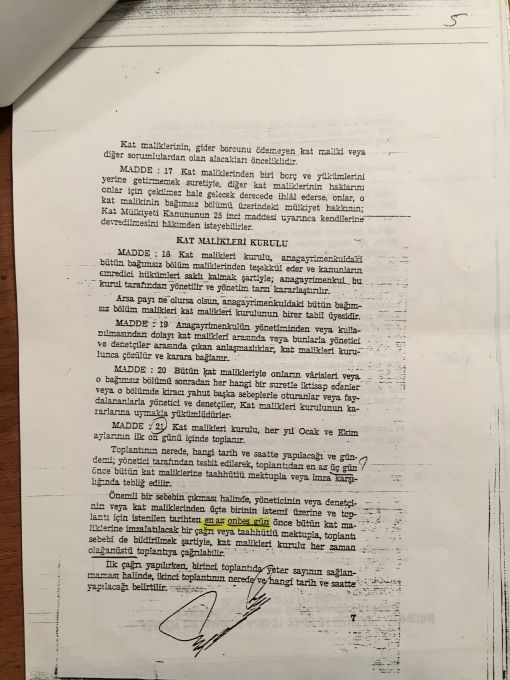 5
Kat maliklerinin, gider borcunu ödemeyen kat maliki veya
diğer sorumlulardan olan alacakları önceliklidir.
MADDE : 17 Kat maliklerinden biri borç ve yükümlerini
yerine getirmemek suretiyle, diğer kat maliklerinin haklarını
onlar için çekilmez hale gelecek derecede ihlâl ederse, onlar, o
kat malikinin bağımsız bölümü üzerindeki mülkiyet hakkının;
Kat Mülkiyeti Kanununun 25 inci maddesi uyarınca kendilerine
devredilmesini hâkimden isteyebilirler.
KAT MALİKLERİ KURULU
MADDE : 18 Kat malikleri kurulu, anagayrimenkuldaki
bütün bağımsız bölüm maliklerinden teşekkül eder ve kanunların
emredici hükümleri saklı kalmak şartiyle; anagayrimenkul bu
kurul tarafından yönetilir ve yönetim tarzı kararlaştırılır.
Arsa payı ne olursa olsun, anagayrimenkuldaki bütün bağım-
sız bölüm malikleri kat malikleri kurulunun birer tabiî üyesidir.
MADDE : 19 Anagayrimenkulün yönetiminden veya kulla-
nılmasından dolayı kat malikleri arasında veya bunlarla yönetici
ve denetçiler arasında çıkan anlaşmazlıklar, kat malikleri kuru-
lunca çözülür ve karara bağlanır.
MADDE : 20 Bütün kat malikleriyle onların vârisleri veya
o bağımsız bölümü sonradan her hangi bir suretle iktisap edenler
veya o bölümde kiracı yahut başka sebeplerle oturanlar veya fay-
dalananlarla yönetici ve denetçiler, Kat malikleri kurulunun ka-
rarlarına uymakla yükümlüdürler.
MADDE : 21 Kat malikleri kurulu, her yıl Ocak ve Ekim
aylarının ilk on günü içinde toplanır.
Toplantının nerede, hangi tarih ve saatte yapılacağı ve gün-
demi; yönetici tarafından tesbit edilerek, toplantıdan en az üç gün
önce bütün kat maliklerine taahhütlü mektupla veya imza karşı-
lığında tebliğ edilir.
Önemli bir sebebin çıkması halinde, yöneticinin veya denetçi-
nin veya kat maliklerinden üçte birinin istemi üzerine ve top-
lantı için istenilen tarihten en az onbeş gün önce bütün kat ma-
liklerine imzalatılacak bir çağrı veya taahhütlü mektupla, toplantı
sebebi de bildirilmek şartiyle, kat malikleri kurulu her zaman
olağanüstü toplantıya çağrılabilir.
İlk çağrı yapılırken, birinci toplantıda yeter sayının sağlan-
maması halinde, ikinci toplantının nerede ve hangi tarih ve saatte
yapılacağı belirtilir.
7